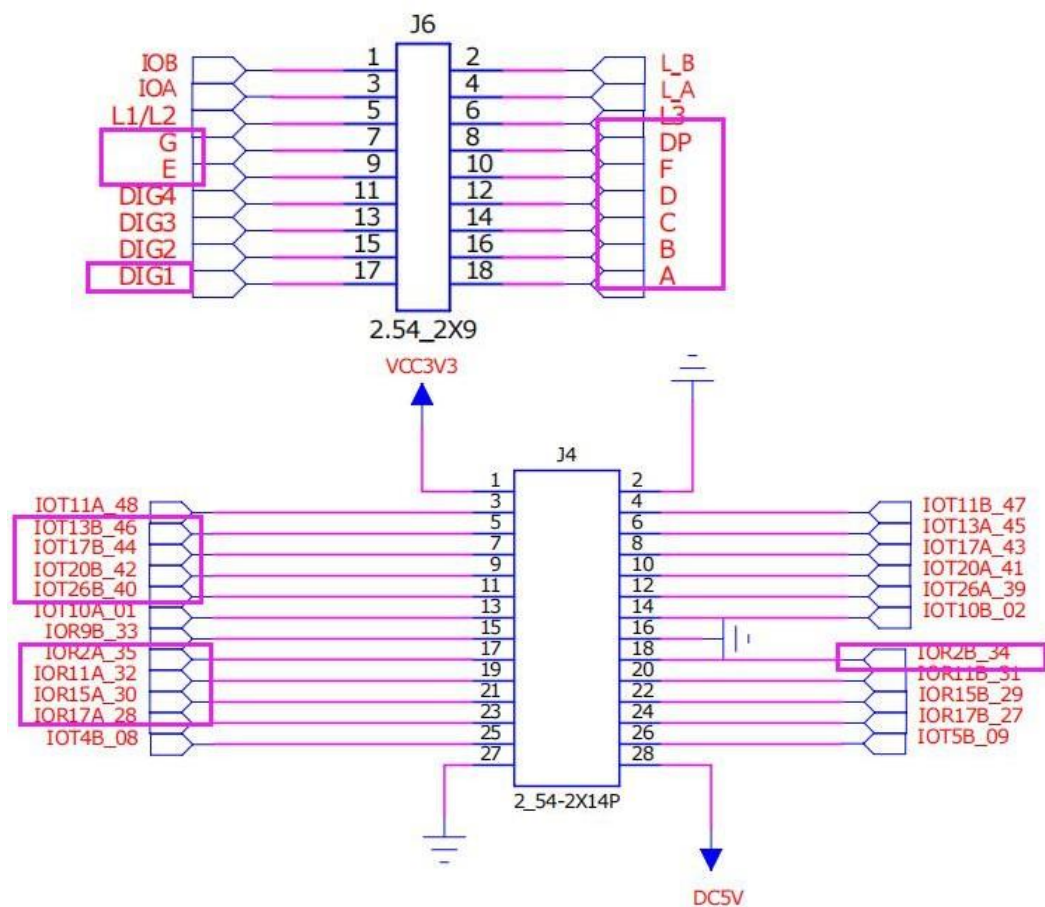 J6
IOB 1 2 L_B
IOA 3 4 L_A
L1/L2 5 6 L3
G 7 8 DP
E 9 10 F
DIG4 11 12 D
DIG3 13 14 C
DIG2 15 16 B
DIG1 17 18 A
2.54_2X9
VCC3V3
J4
1 2
IOT11A_48 3 4 IOT11B_47
IOT13B_46 5 6 IOT13A_45
IOT17B_44 7 8 IOT17A_43
IOT20B_42 9 10 IOT20A_41
IOT26B_40 11 12 IOT26A_39
IOT10A_01 13 14 IOT10B_02
IOR9B_33 15 16
IOR2A_35 17 18 IOR2B_34
IOR11A_32 19 20 IOR11B_31
IOR15A_30 21 22 IOR15B_29
IOR17A_28 23 24 IOR17B_27
IOT4B_08 25 26 IOT5B_09
27 28
2_54-2X14P
DC5V